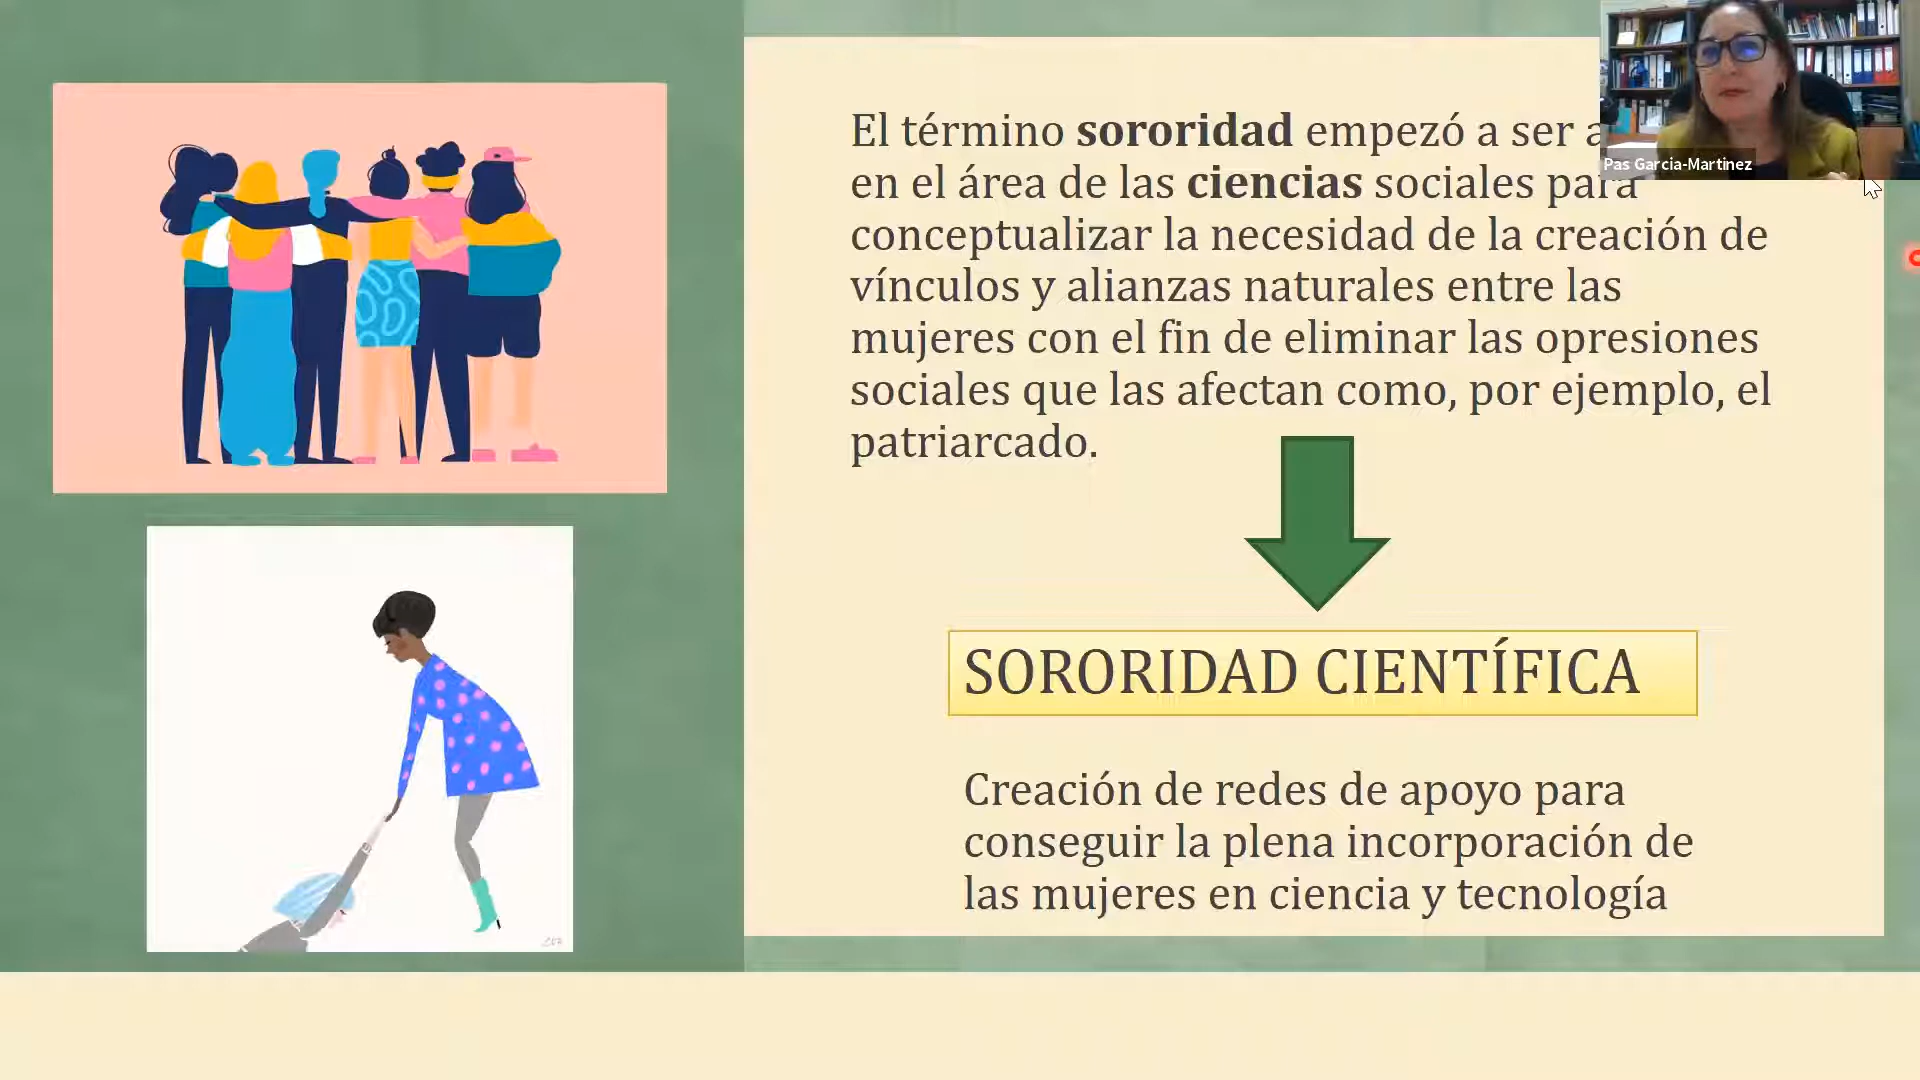 El término sororidad empezó a ser
en el área de las ciencias sociales para
conceptualizar la necesidad de la creación de
vínculos y alianzas naturales entre las
mujeres con el fin de eliminar las opresiones
sociales que las afectan como, por ejemplo, el
patriarcado.
SORORIDAD CIENTÍFICA
Creación de redes de apoyo para
conseguir la plena incorporación de
las mujeres en ciencia y tecnología
Pas Garcia-Martinez